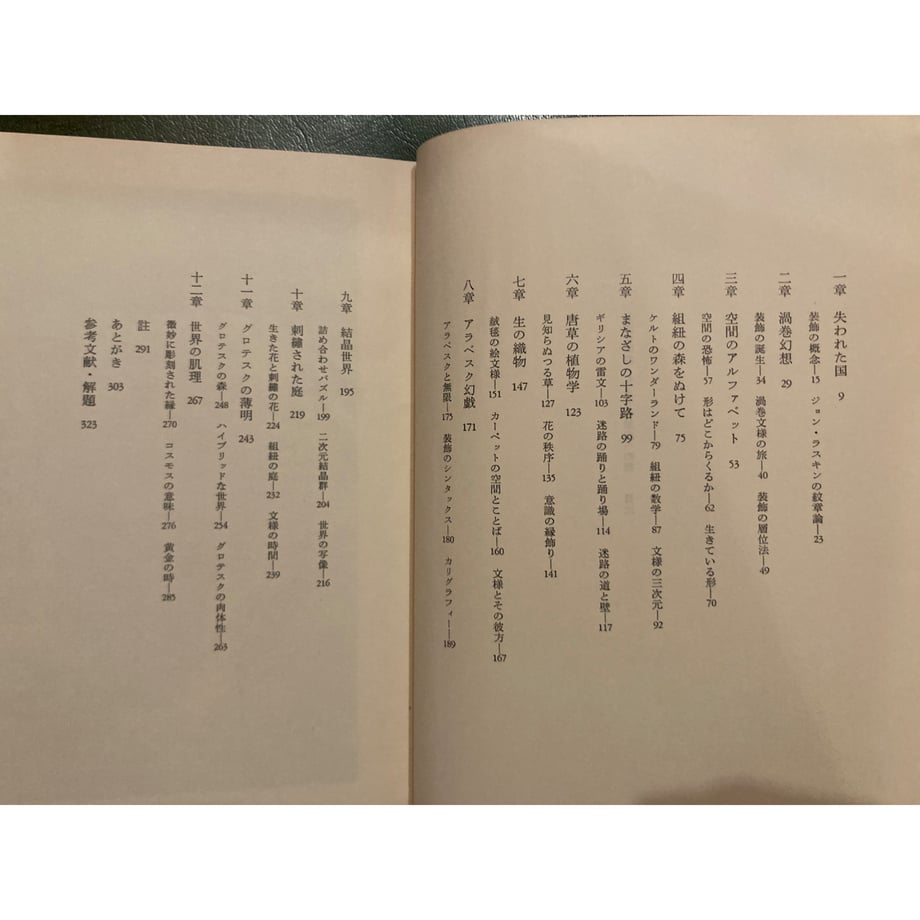 一章 失われた国 9
装飾の概念—15 ジョン・ラスキンの紋章論—23
二章 渦巻幻想 29
装飾の誕生—34 渦巻文様の旅—40 装飾の層位法—49
三章 空間のアルファベット 53
空間の恐怖—57 形はどこからくるか—62 生きている形—70
四章 組紐の森をぬけて 75
ケルトのワンダーランド—79 組紐の数学—87 文様の三次元—92
五章 まなざしの十字路 99
ギリシアの雷文—103 迷路の踊りと踊り場—114 迷路の道と壁—117
六章 唐草の植物学 123
見知らぬつる草—127 花の秩序—135 意識の縁飾り—141
七章 生の織物 147
絨毯の絵文様—151 カーペットの空間とことば—160 文様とその彼方—167
八章 アラベスク幻戯 171
アラベスクと無限—175 装飾のシンタックス—180 カリグラフィー—189
九章 結晶世界 195
詰め合わせパズル—199 二次元結晶群—204 世界の写像—216
十章 刺繡された庭 219
生きた花と刺繡の花—224 組紐の庭—232 文様の時間—239
十一章 グロテスクの薄明 243
グロテスクの森—248 ハイブリッドな世界—254 グロテスクの肉体性—263
十二章 世界の肌理 267
微妙に彫刻された縁—270 コスモスの意味—276 黄金の時—285
註 291
あとがき 303
参考文献・解題 323